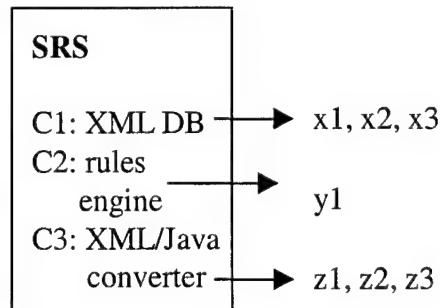 SRS
C1: XML DB x1, x2, x3
C2: rules
engine y1
C3: XML/Java
converter z1, z2, z3